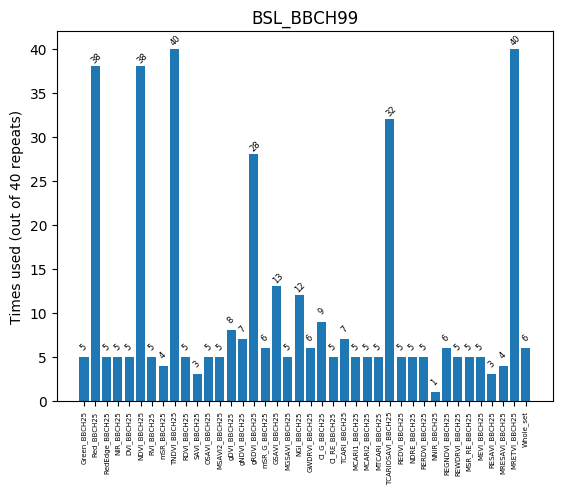 BSL_BBCH99
Times used (out of 40 repeats)
40
35
30
25
20
15
10
5
0
5
38
5
5
5
38
5
4
40
5
3
5
5
8
7
28
6
13
5
12
6
9
5
7
5
5
5
32
5
5
5
1
6
5
5
5
3
4
40
6
Green_BBCH25
Red_BBCH25
RedEdge_BBCH25
NIR_BBCH25
DVI_BBCH25
NDVI_BBCH25
RVI_BBCH25
mSR_BBCH25
TNDVI_BBCH25
RDVI_BBCH25
SAVI_BBCH25
OSAVI_BBCH25
MSAVI2_BBCH25
gDVI_BBCH25
gNDVI_BBCH25
gRDVI_BBCH25
mSR_G_BBCH25
GSAVI_BBCH25
MGSAVI_BBCH25
NGI_BBCH25
GWDRVI_BBCH25
CI_G_BBCH25
CI_RE_BBCH25
TCARI_BBCH25
MCARI1_BBCH25
MCARI2_BBCH25
MTCARI_BBCH25
TCARIOSAVI_BBCH25
REDVI_BBCH25
NDRE_BBCH25
RERDVI_BBCH25
NNIR_BBCH25
REGNDVI_BBCH25
REWDRVI_BBCH25
MSR_RE_BBCH25
MEVI_BBCH25
RESAVI_BBCH25
MRESAVI_BBCH25
MRETVI_BBCH25
Whole_set